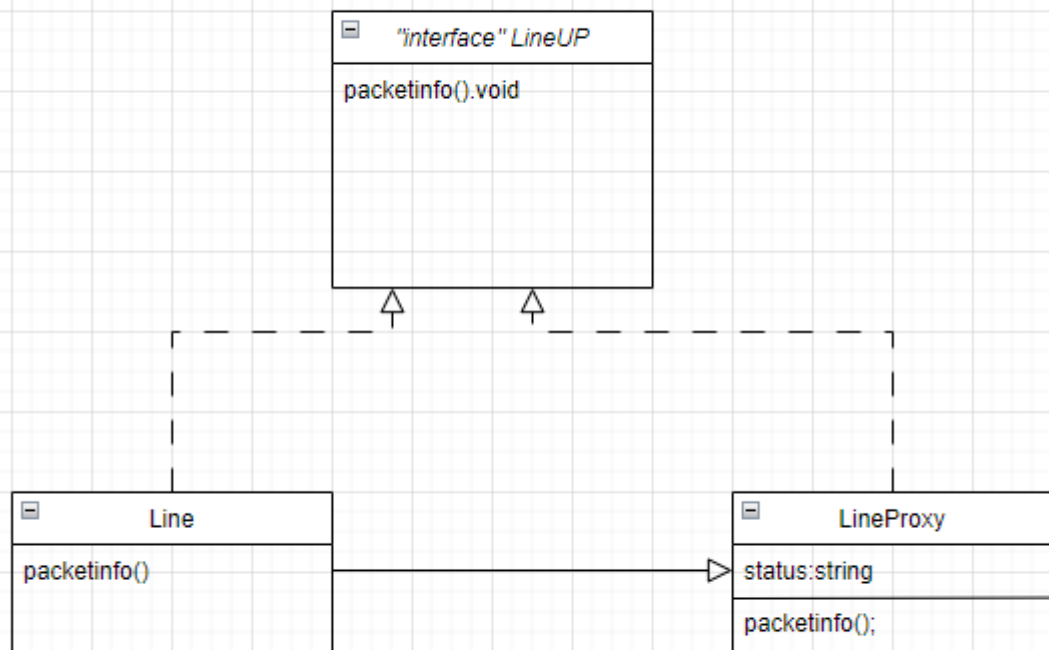 "interface" LineUP
packetinfo().void
Line
packetinfo()
LineProxy
status:string
packetinfo();